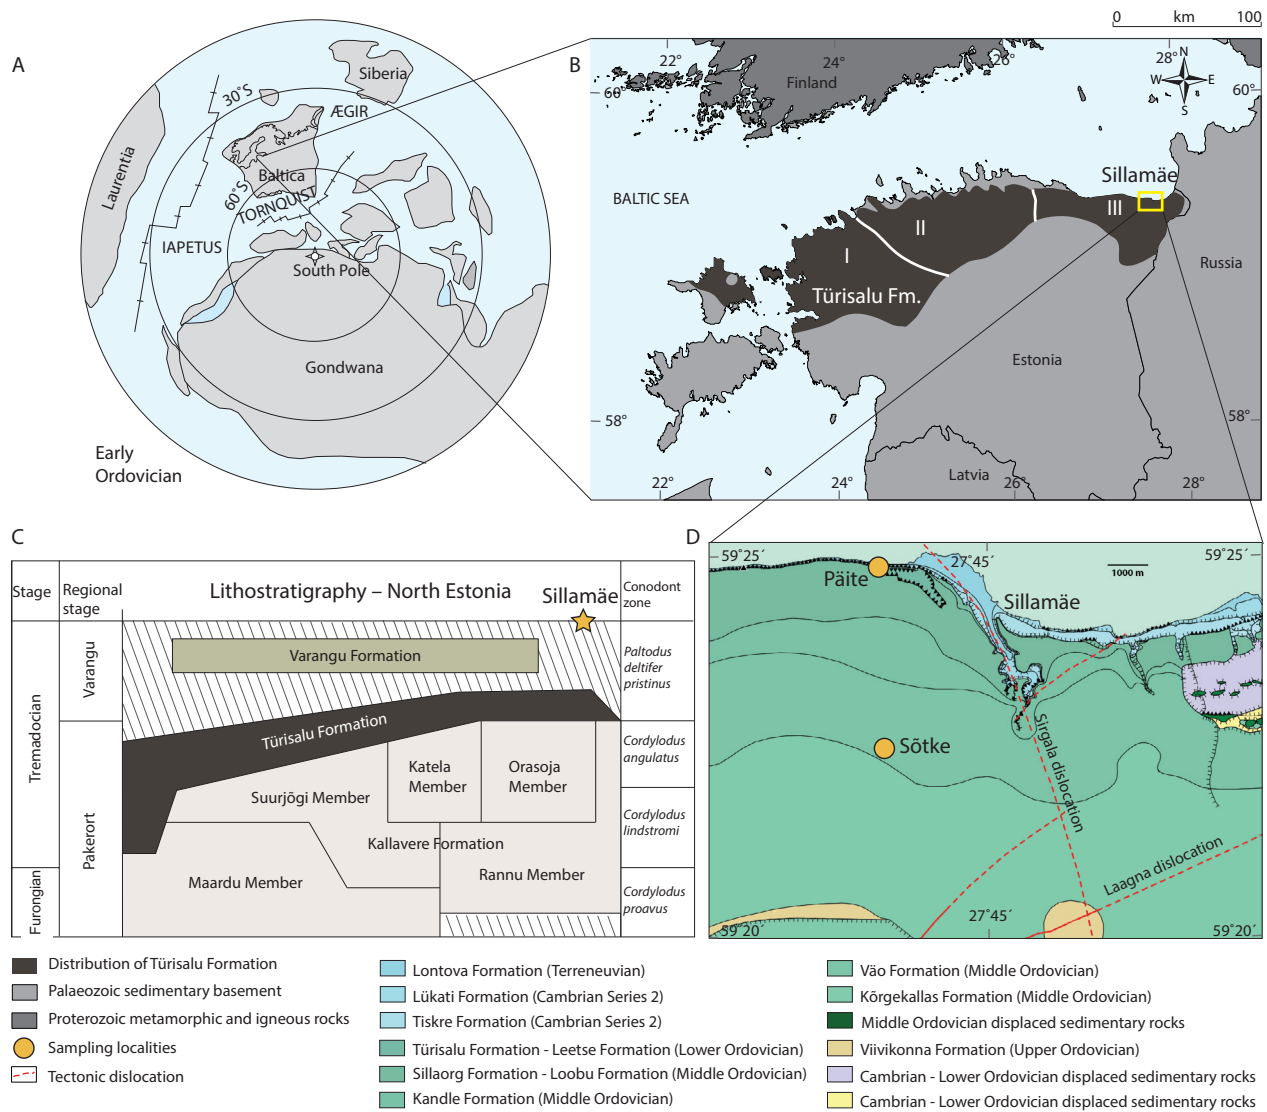 0 km 100
A
Siberia
30°S
ÆGIR
Laurentia
Baltica
60°S
TORNQUIST
IAPETUS
South Pole
Gondwana
Early
Ordovician
B
22° 24° 26° 28°
N
W E
S
60° 60°
Finland
BALTIC SEA
Sillamäe
I II III
Türisalu Fm.
Russia
Estonia
58° 58°
Latvia
22° 24° 26° 28°
C
Stage
Regional
stage
Lithostratigraphy – North Estonia
Sillamäe
Conodont
zone
Tremadocian
Furongian
Varangu
Pakerort
Varangu Formation
Türisalu Formation
Katela
Member
Orasoja
Member
Suurjõgi Member
Kallavere Formation
Maardu Member
Rannu Member
Paltodus
deltifer
pristinus
Cordylodus
angulatus
Cordylodus
lindstromi
Cordylodus
proavus
D
59°25´ 27°45´ 59°25´
1000 m
Päite
Sillamäe
Sõtke
Sirgala dislocation
Laagna dislocation
59°20´ 27°45´ 59°20´
Distribution of Türisalu Formation
Palaeozoic sedimentary basement
Proterozoic metamorphic and igneous rocks
Sampling localities
Tectonic dislocation
Lontova Formation (Terreneuvian)
Lükati Formation (Cambrian Series 2)
Tiskre Formation (Cambrian Series 2)
Türisalu Formation - Leetse Formation (Lower Ordovician)
Sillaorg Formation - Loobu Formation (Middle Ordovician)
Kandle Formation (Middle Ordovician)
Väo Formation (Middle Ordovician)
Kõrgekallas Formation (Middle Ordovician)
Middle Ordovician displaced sedimentary rocks
Viivikonna Formation (Upper Ordovician)
Cambrian - Lower Ordovician displaced sedimentary rocks
Cambrian - Lower Ordovician displaced sedimentary rocks